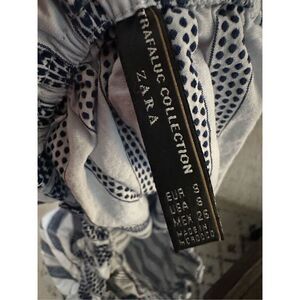 TRAFALUC COLLECTION
ZARA
EUR S
USA S
MEX 26
MADE IN
MOROCCO